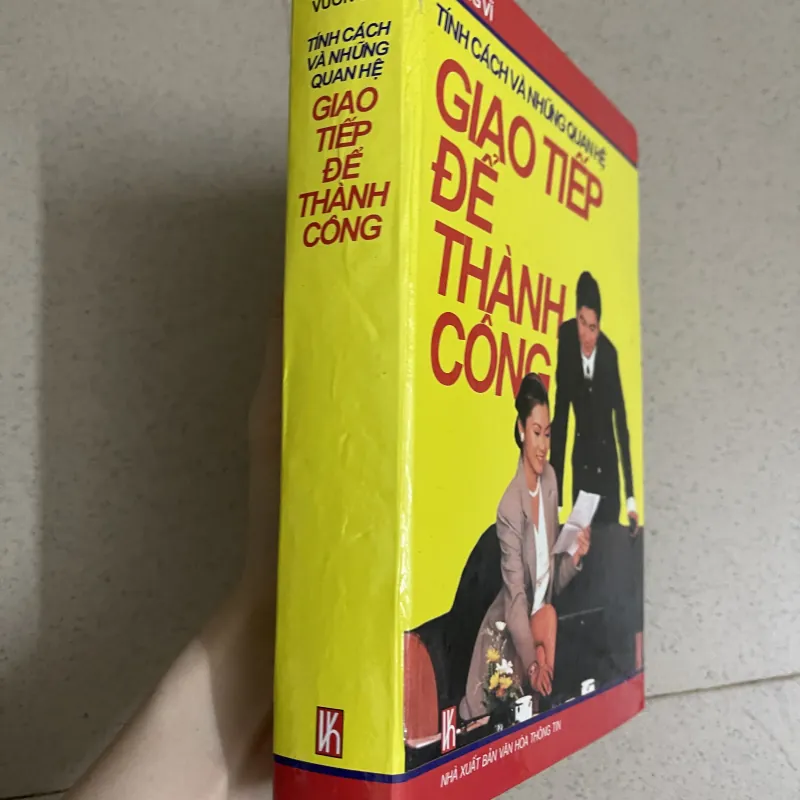 TÍNH CÁCH
VÀ NHỮNG
QUAN HỆ
GIAO
TIẾP
ĐỂ
THÀNH
CÔNG
VĨ
TÍNH CÁCH VÀ NHỮNG QUAN HỆ
GIAO TIẾP
ĐỂ
THÀNH
CÔNG
NHÀ XUẤT BẢN VĂN HÓA THÔNG TIN